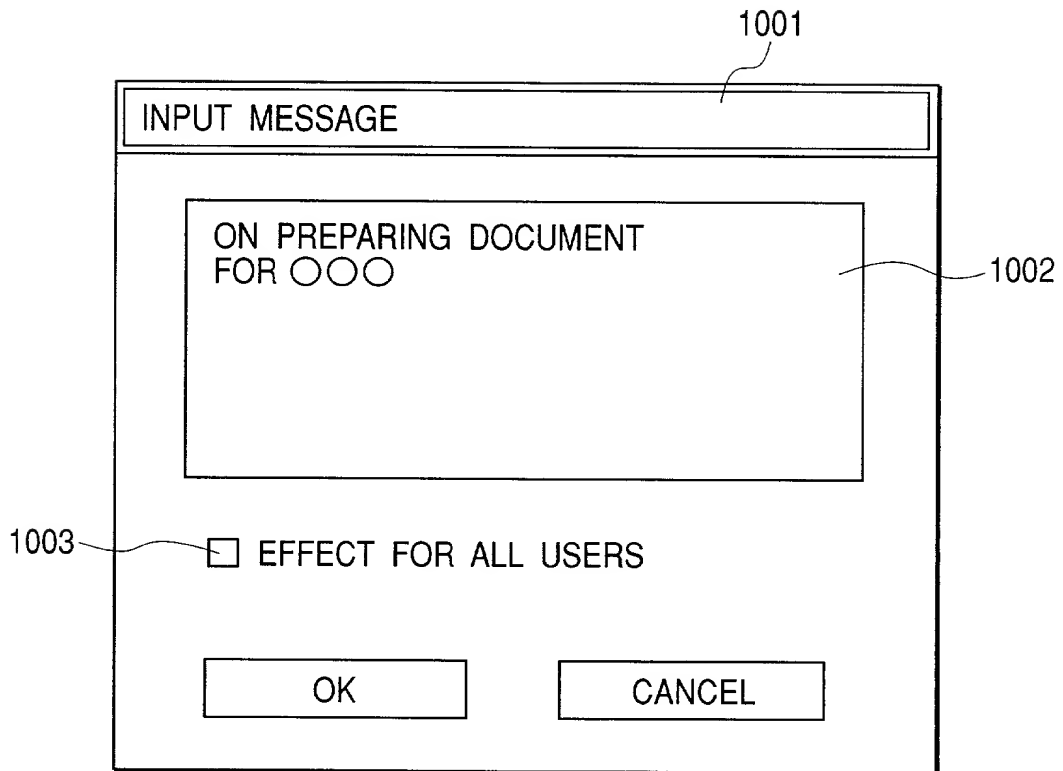 1001
INPUT MESSAGE
ON PREPARING DOCUMENT
FOR ○○○
1002
1003
EFFECT FOR ALL USERS
OK
CANCEL